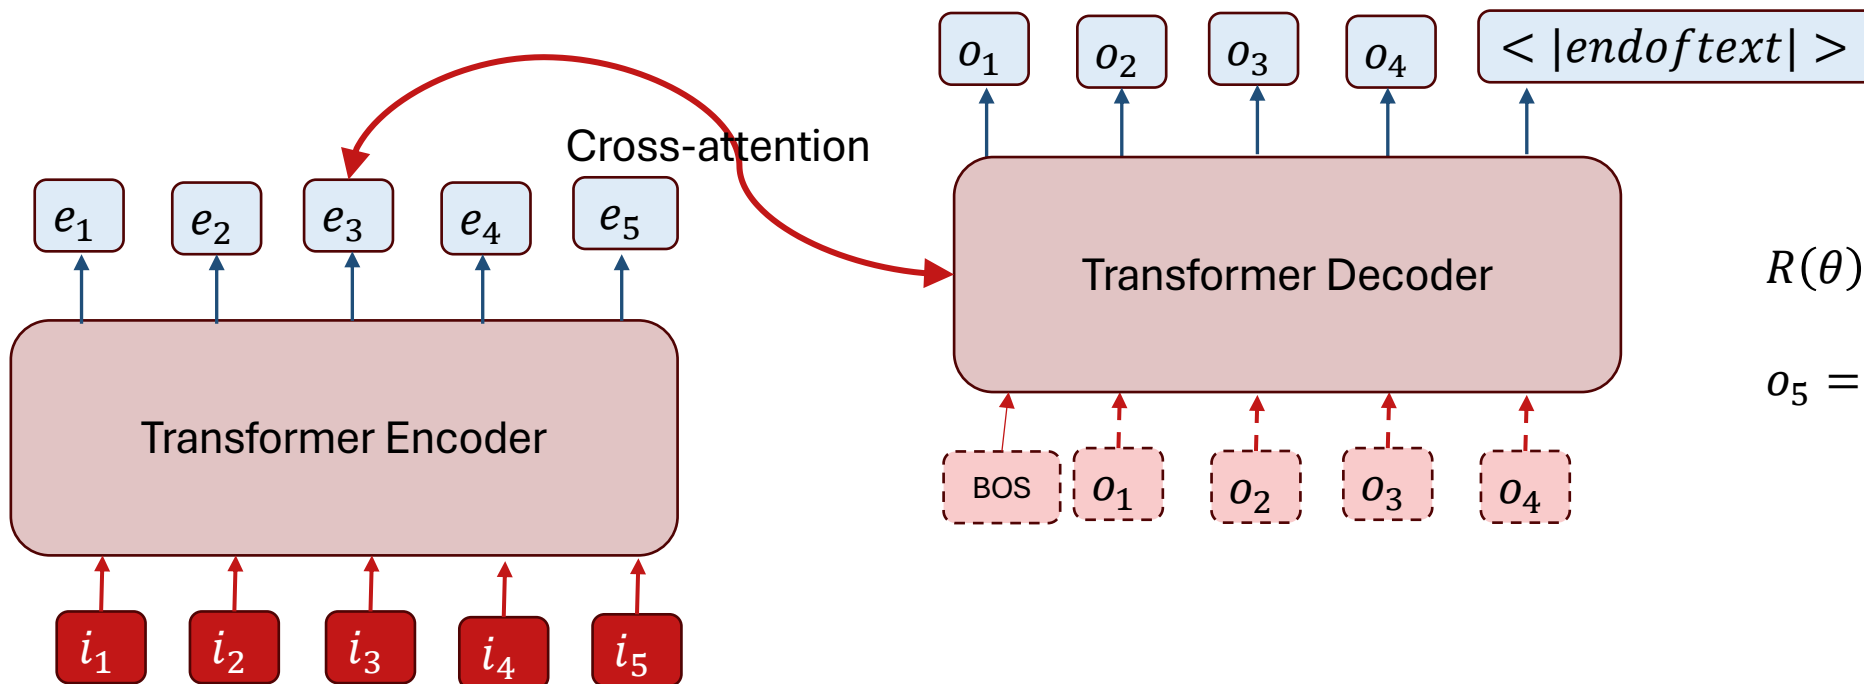 o₁ o₂ o₃ o₄ < |endoftext| >
Cross-attention
e₁ e₂ e₃ e₄ e₅
Transformer Decoder
R(θ)
o₅ =
Transformer Encoder
BOS o₁ o₂ o₃ o₄
i₁ i₂ i₃ i₄ i₅